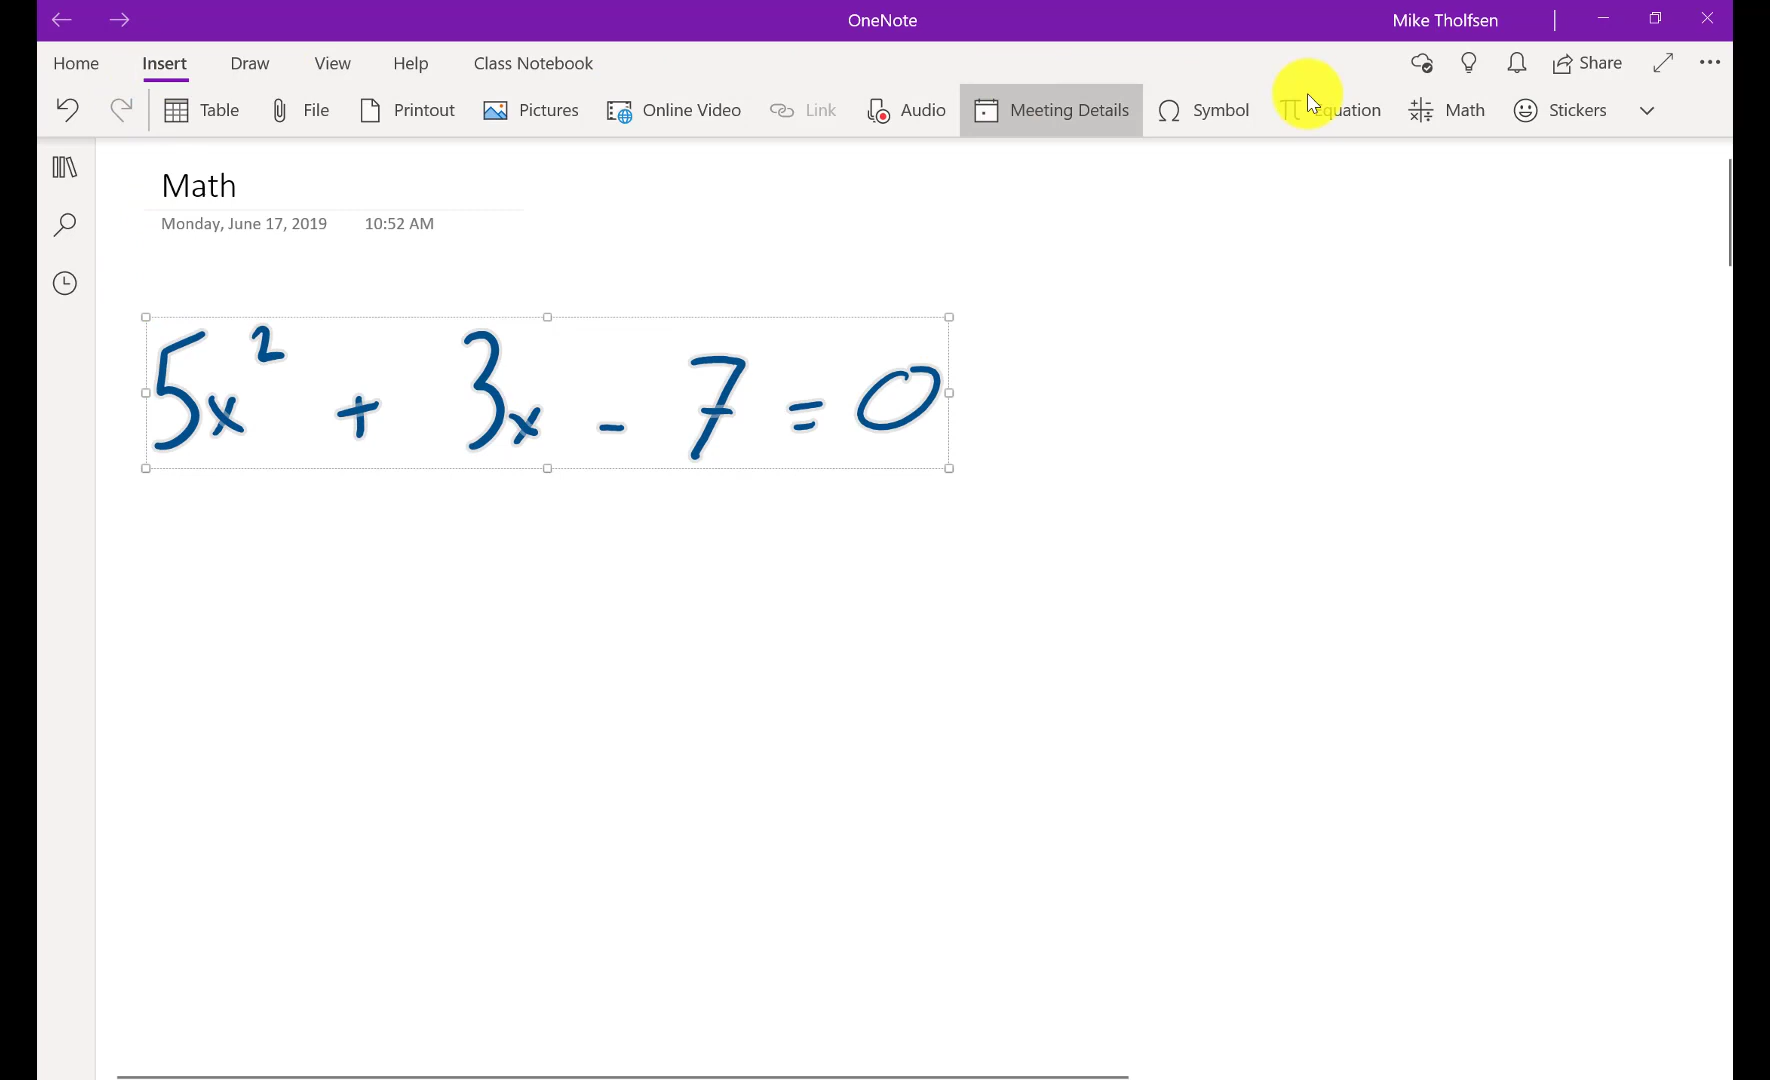 OneNote
Mike Tholfsen
Home Insert Draw View Help Class Notebook Share
Table File Printout Pictures Online Video Link Audio Meeting Details Symbol Equation Math Stickers
Math
Monday, June 17, 2019 10:52 AM
5x² + 3x - 7 = 0